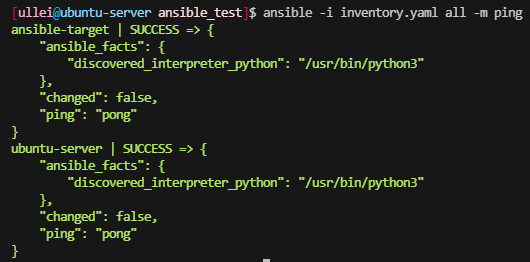 [ullei@ubuntu-server ansible_test]$ ansible -i inventory.yaml all -m ping
ansible-target | SUCCESS => {
    "ansible_facts": {
        "discovered_interpreter_python": "/usr/bin/python3"
    },
    "changed": false,
    "ping": "pong"
}
ubuntu-server | SUCCESS => {
    "ansible_facts": {
        "discovered_interpreter_python": "/usr/bin/python3"
    },
    "changed": false,
    "ping": "pong"
}